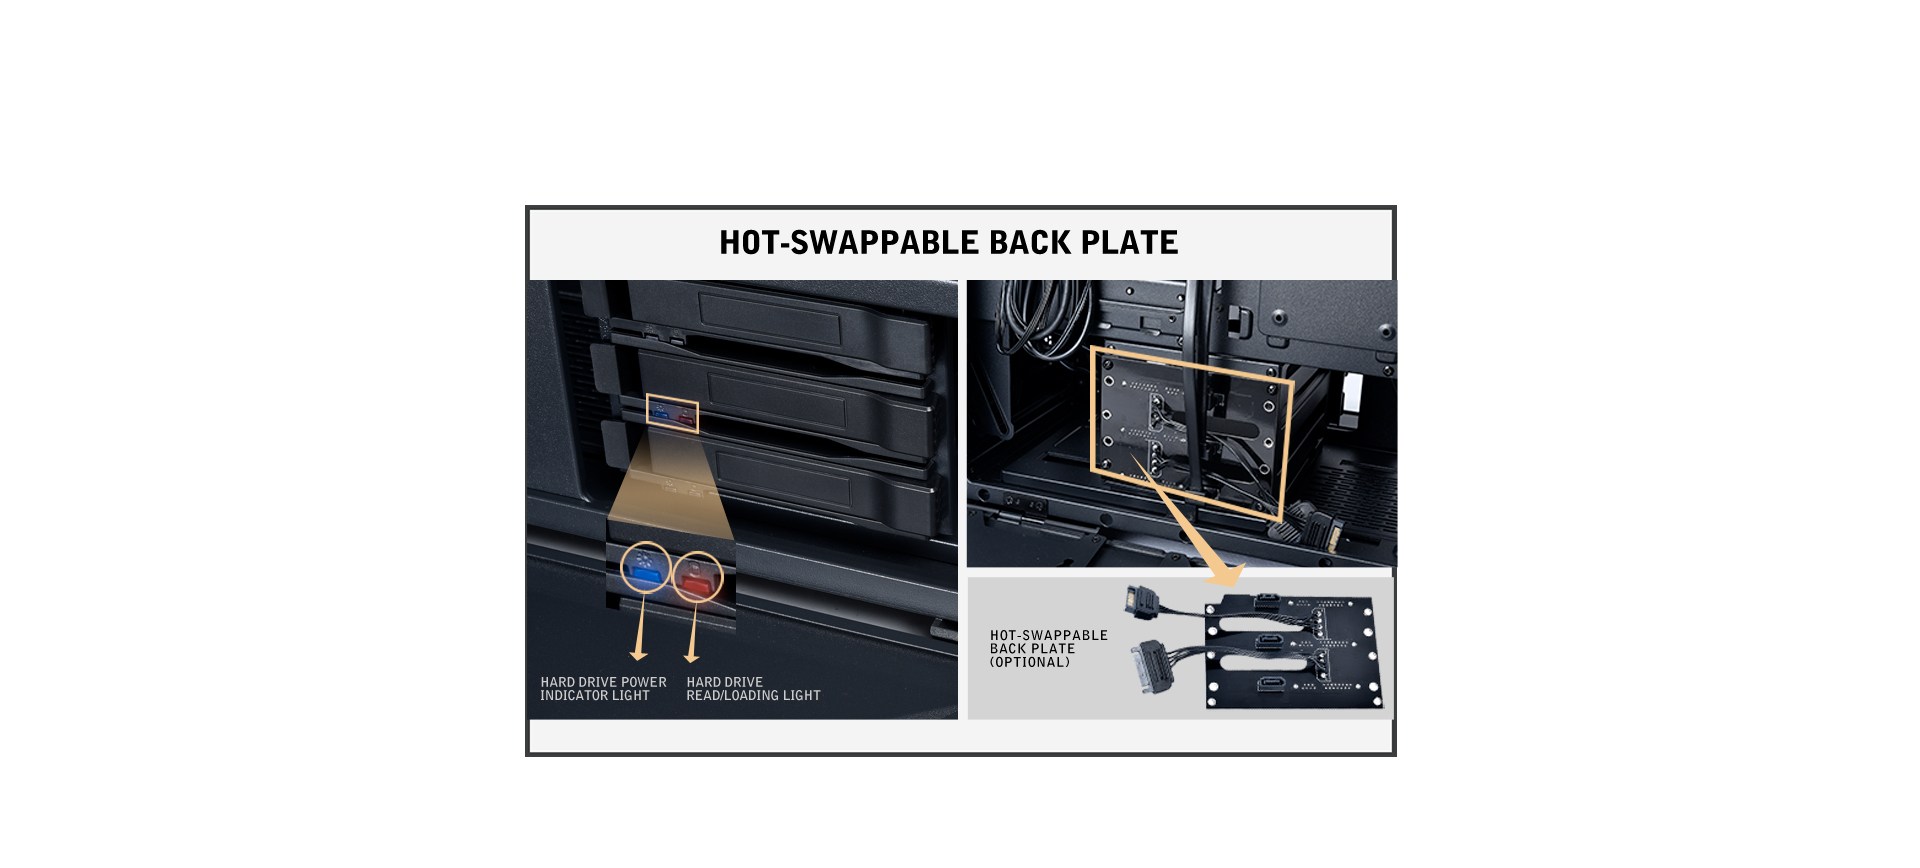 HOT-SWAPPABLE BACK PLATE
HARD DRIVE POWER
INDICATOR LIGHT
HARD DRIVE
READ/LOADING LIGHT
HOT-SWAPPABLE
BACK PLATE
(OPTIONAL)